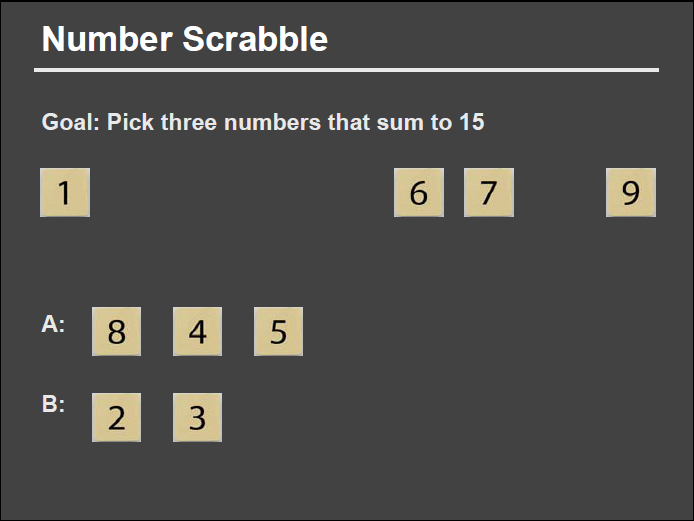 Number Scrabble
Goal: Pick three numbers that sum to 15
1 6 7 9
A: 8 4 5
B: 2 3